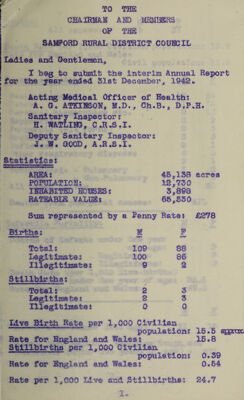 TO THE
CHAIRMAN AND MEMBERS
OF THE
SAMFORD RURAL DISTRICT COUNCIL
Ladies and Gentlemen,
I beg to submit the interim Annual Report
for the year ended 31st December, 1942.
Acting Medical Officer of Health:
A. G. ATKINSON, M.D., Ch.B., D.P.H.
Sanitary Inspector:
H. WATLING, C.R.S.I.
Deputy Sanitary Inspector:
J. W. GOOD, A.R.S.I.
Statistics:
AREA: 45,138 acres
POPULATION: 12,730
INHABITED HOUSES: 3,898
RATEABLE VALUE: 68,830
Sum represented by a Penny Rate: £278
Births: M F
Total: 109 88
Legitimate: 100 86
Illegitimate: 9 2
Stillbirths:
Total: 2 3
Legitimate: 2 3
Illegitimate: 0 0
Live Birth Rate per 1,000 Civilian
population: 15.5 approx.
Rate for England and Wales: 15.8
Stillbirths per 1,000 Civilian
population: 0.39
Rate for England and Wales: 0.54
Rate per 1,000 Live and Stillbirths: 24.7
1.